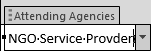 Attending Agencies
NGO·Service·Provder